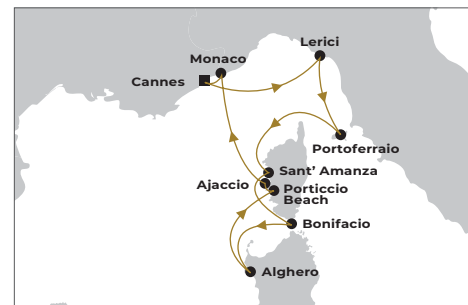 Lerici
Monaco
Cannes
Portoferraio
Sant’ Amanza
Ajaccio
Porticcio
Beach
Bonifacio
Alghero